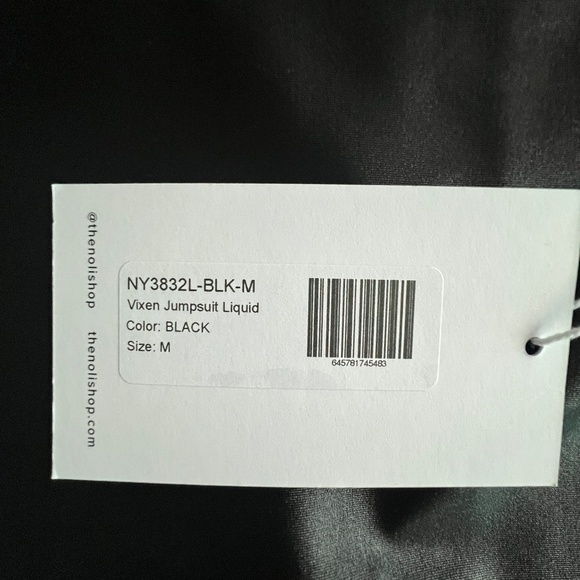 @thenolishop thenolishop.com
NY3832L-BLK-M
Vixen Jumpsuit Liquid
Color: BLACK
Size: M
645781745483